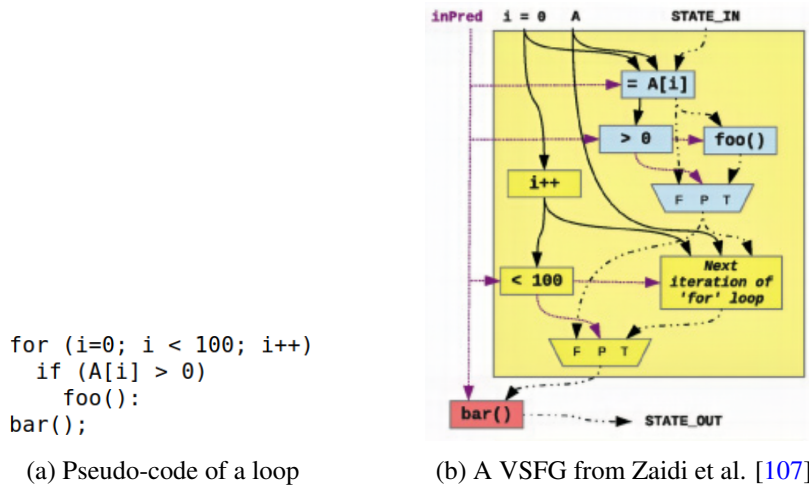 inPred i = 0 A STATE_IN
= A[i]
> 0 foo()
i++
F P T
< 100
Next
iteration of
'for' loop
F P T
bar()
STATE_OUT
for (i=0; i < 100; i++)
if (A[i] > 0)
foo():
bar();
(a) Pseudo-code of a loop
(b) A VSFG from Zaidi et al. [107]